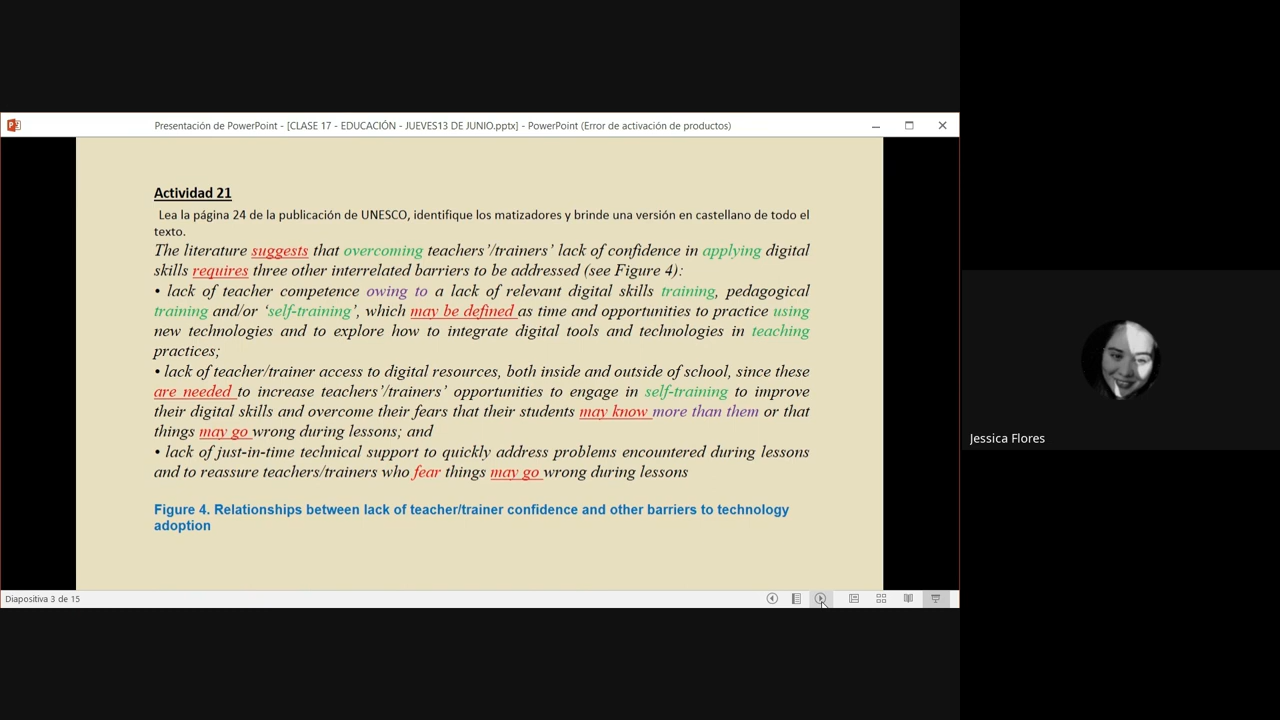 Presentación de PowerPoint - [CLASE 17 - EDUCACIÓN - JUEVES13 DE JUNIO.pptx] - PowerPoint (Error de activación de productos)
Actividad 21
Lea la página 24 de la publicación de UNESCO, identifique los matizadores y brinde una versión en castellano de todo el
texto.
The literature suggests that overcoming teachers’/trainers’ lack of confidence in applying digital
skills requires three other interrelated barriers to be addressed (see Figure 4):
• lack of teacher competence owing to a lack of relevant digital skills training, pedagogical
training and/or ‘self-training’, which may be defined as time and opportunities to practice using
new technologies and to explore how to integrate digital tools and technologies in teaching
practices;
• lack of teacher/trainer access to digital resources, both inside and outside of school, since these
are needed to increase teachers’/trainers’ opportunities to engage in self-training to improve
their digital skills and overcome their fears that their students may know more than them or that
things may go wrong during lessons; and
• lack of just-in-time technical support to quickly address problems encountered during lessons
and to reassure teachers/trainers who fear things may go wrong during lessons
Figure 4. Relationships between lack of teacher/trainer confidence and other barriers to technology
adoption
Diapositiva 3 de 15
Jessica Flores